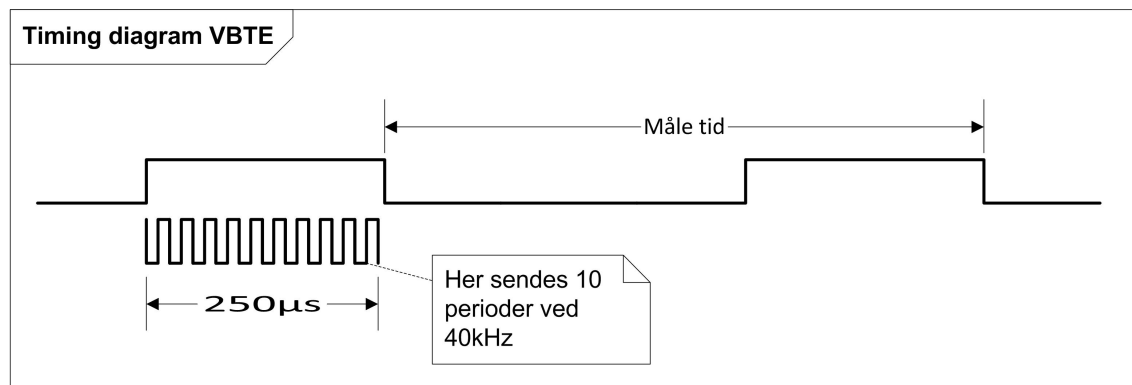 Timing diagram VBTE
Måle tid
250µs
Her sendes 10
perioder ved
40kHz